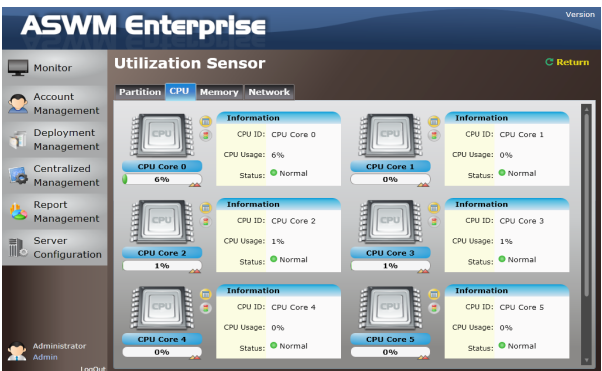 ASWM Enterprise
Version
Monitor
Account
Management
Deployment
Management
Centralized
Management
Report
Management
Server
Configuration
Administrator
Admin
LogOut
Utilization Sensor
Return
Partition CPU Memory Network
CPU
CPU Core 0
6%
Information
CPU ID: CPU Core 0
CPU Usage: 6%
Status: Normal
CPU
CPU Core 1
0%
Information
CPU ID: CPU Core 1
CPU Usage: 0%
Status: Normal
CPU
CPU Core 2
1%
Information
CPU ID: CPU Core 2
CPU Usage: 1%
Status: Normal
CPU
CPU Core 3
1%
Information
CPU ID: CPU Core 3
CPU Usage: 1%
Status: Normal
CPU
CPU Core 4
0%
Information
CPU ID: CPU Core 4
CPU Usage: 0%
Status: Normal
CPU
CPU Core 5
0%
Information
CPU ID: CPU Core 5
CPU Usage: 0%
Status: Normal